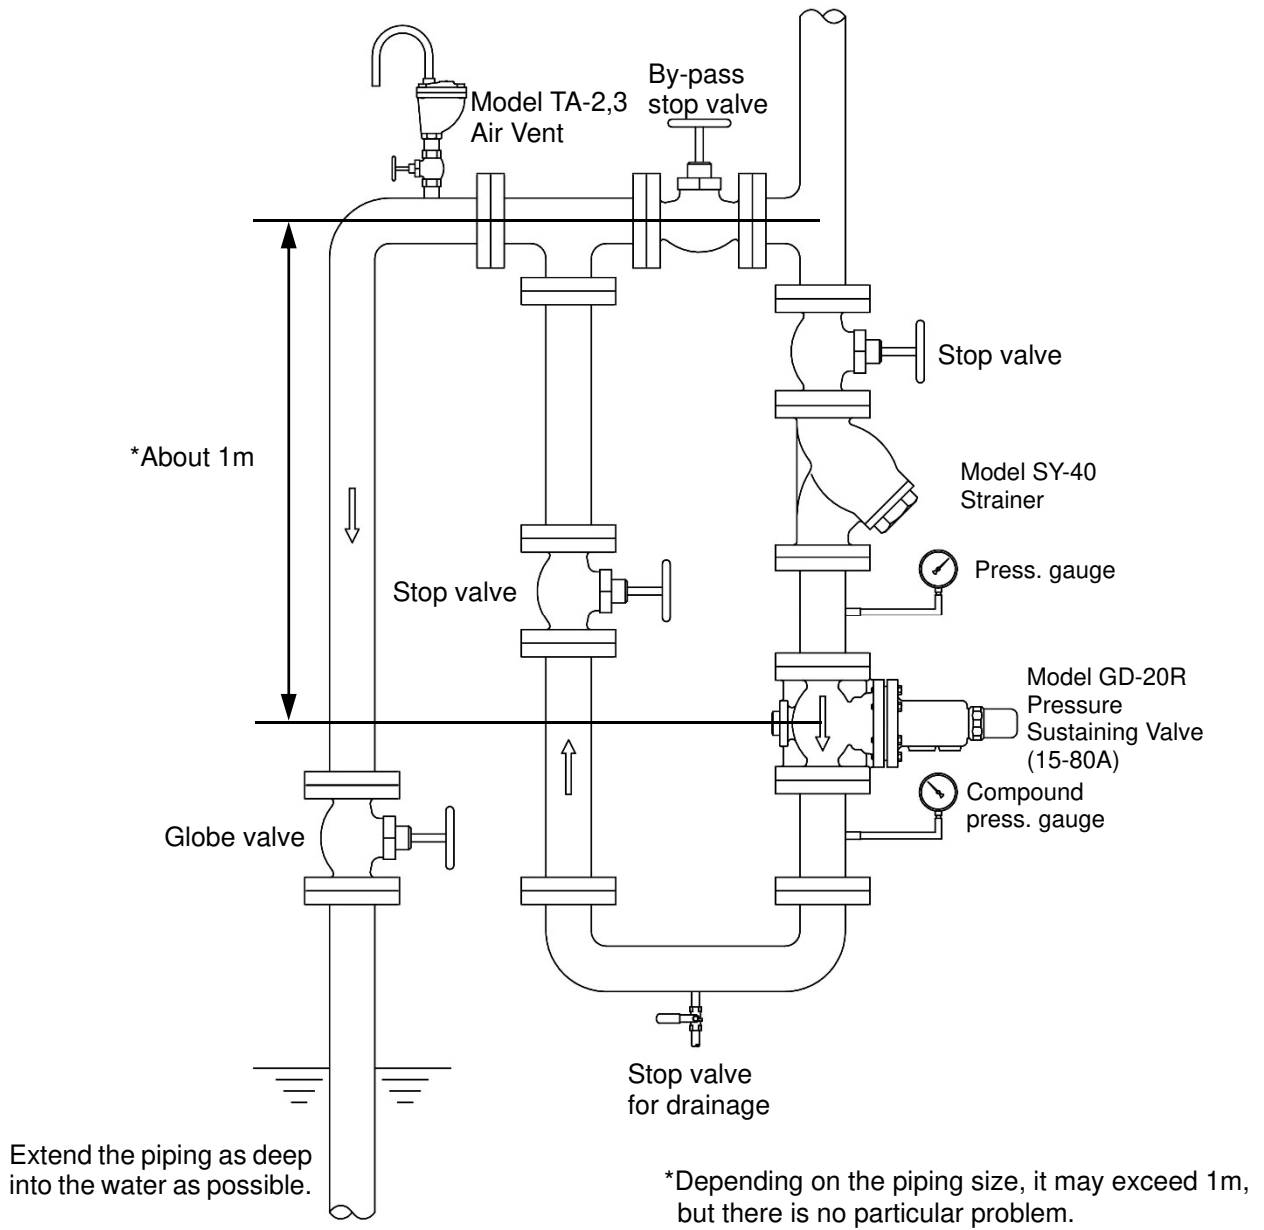 By-pass
stop valve
Model TA-2,3
Air Vent
Stop valve
*About 1m
Model SY-40
Strainer
Press. gauge
Stop valve
Model GD-20R
Pressure
Sustaining Valve
(15-80A)
Compound
press. gauge
Globe valve
Stop valve
for drainage
Extend the piping as deep
into the water as possible.
*Depending on the piping size, it may exceed 1m,
but there is no particular problem.